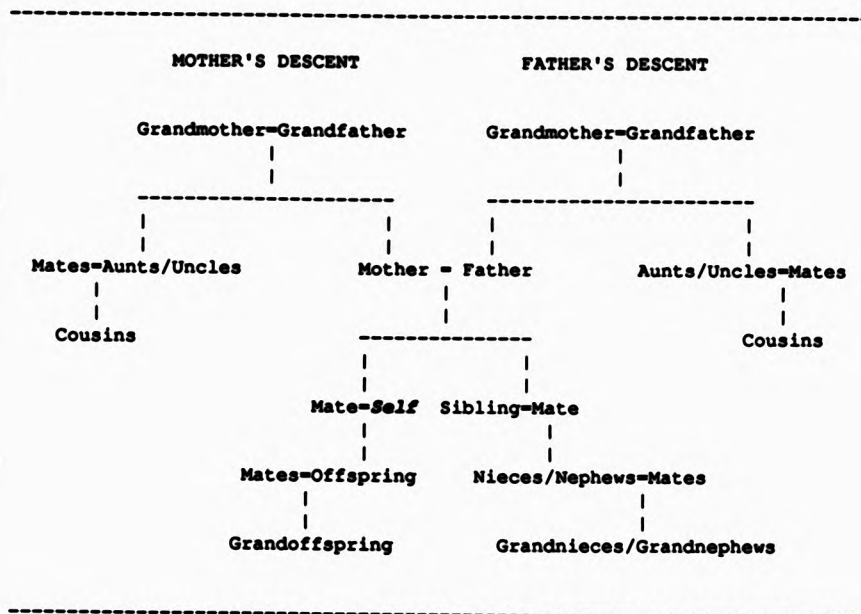 MOTHER'S DESCENT FATHER'S DESCENT
Grandmother=Grandfather Grandmother=Grandfather
Mates=Aunts/Uncles Mother = Father Aunts/Uncles=Mates
Cousins Cousins
Mate=Self Sibling=Mate
Mates=Offspring Nieces/Nephews=Mates
Grandoffspring Grandnieces/Grandnephews